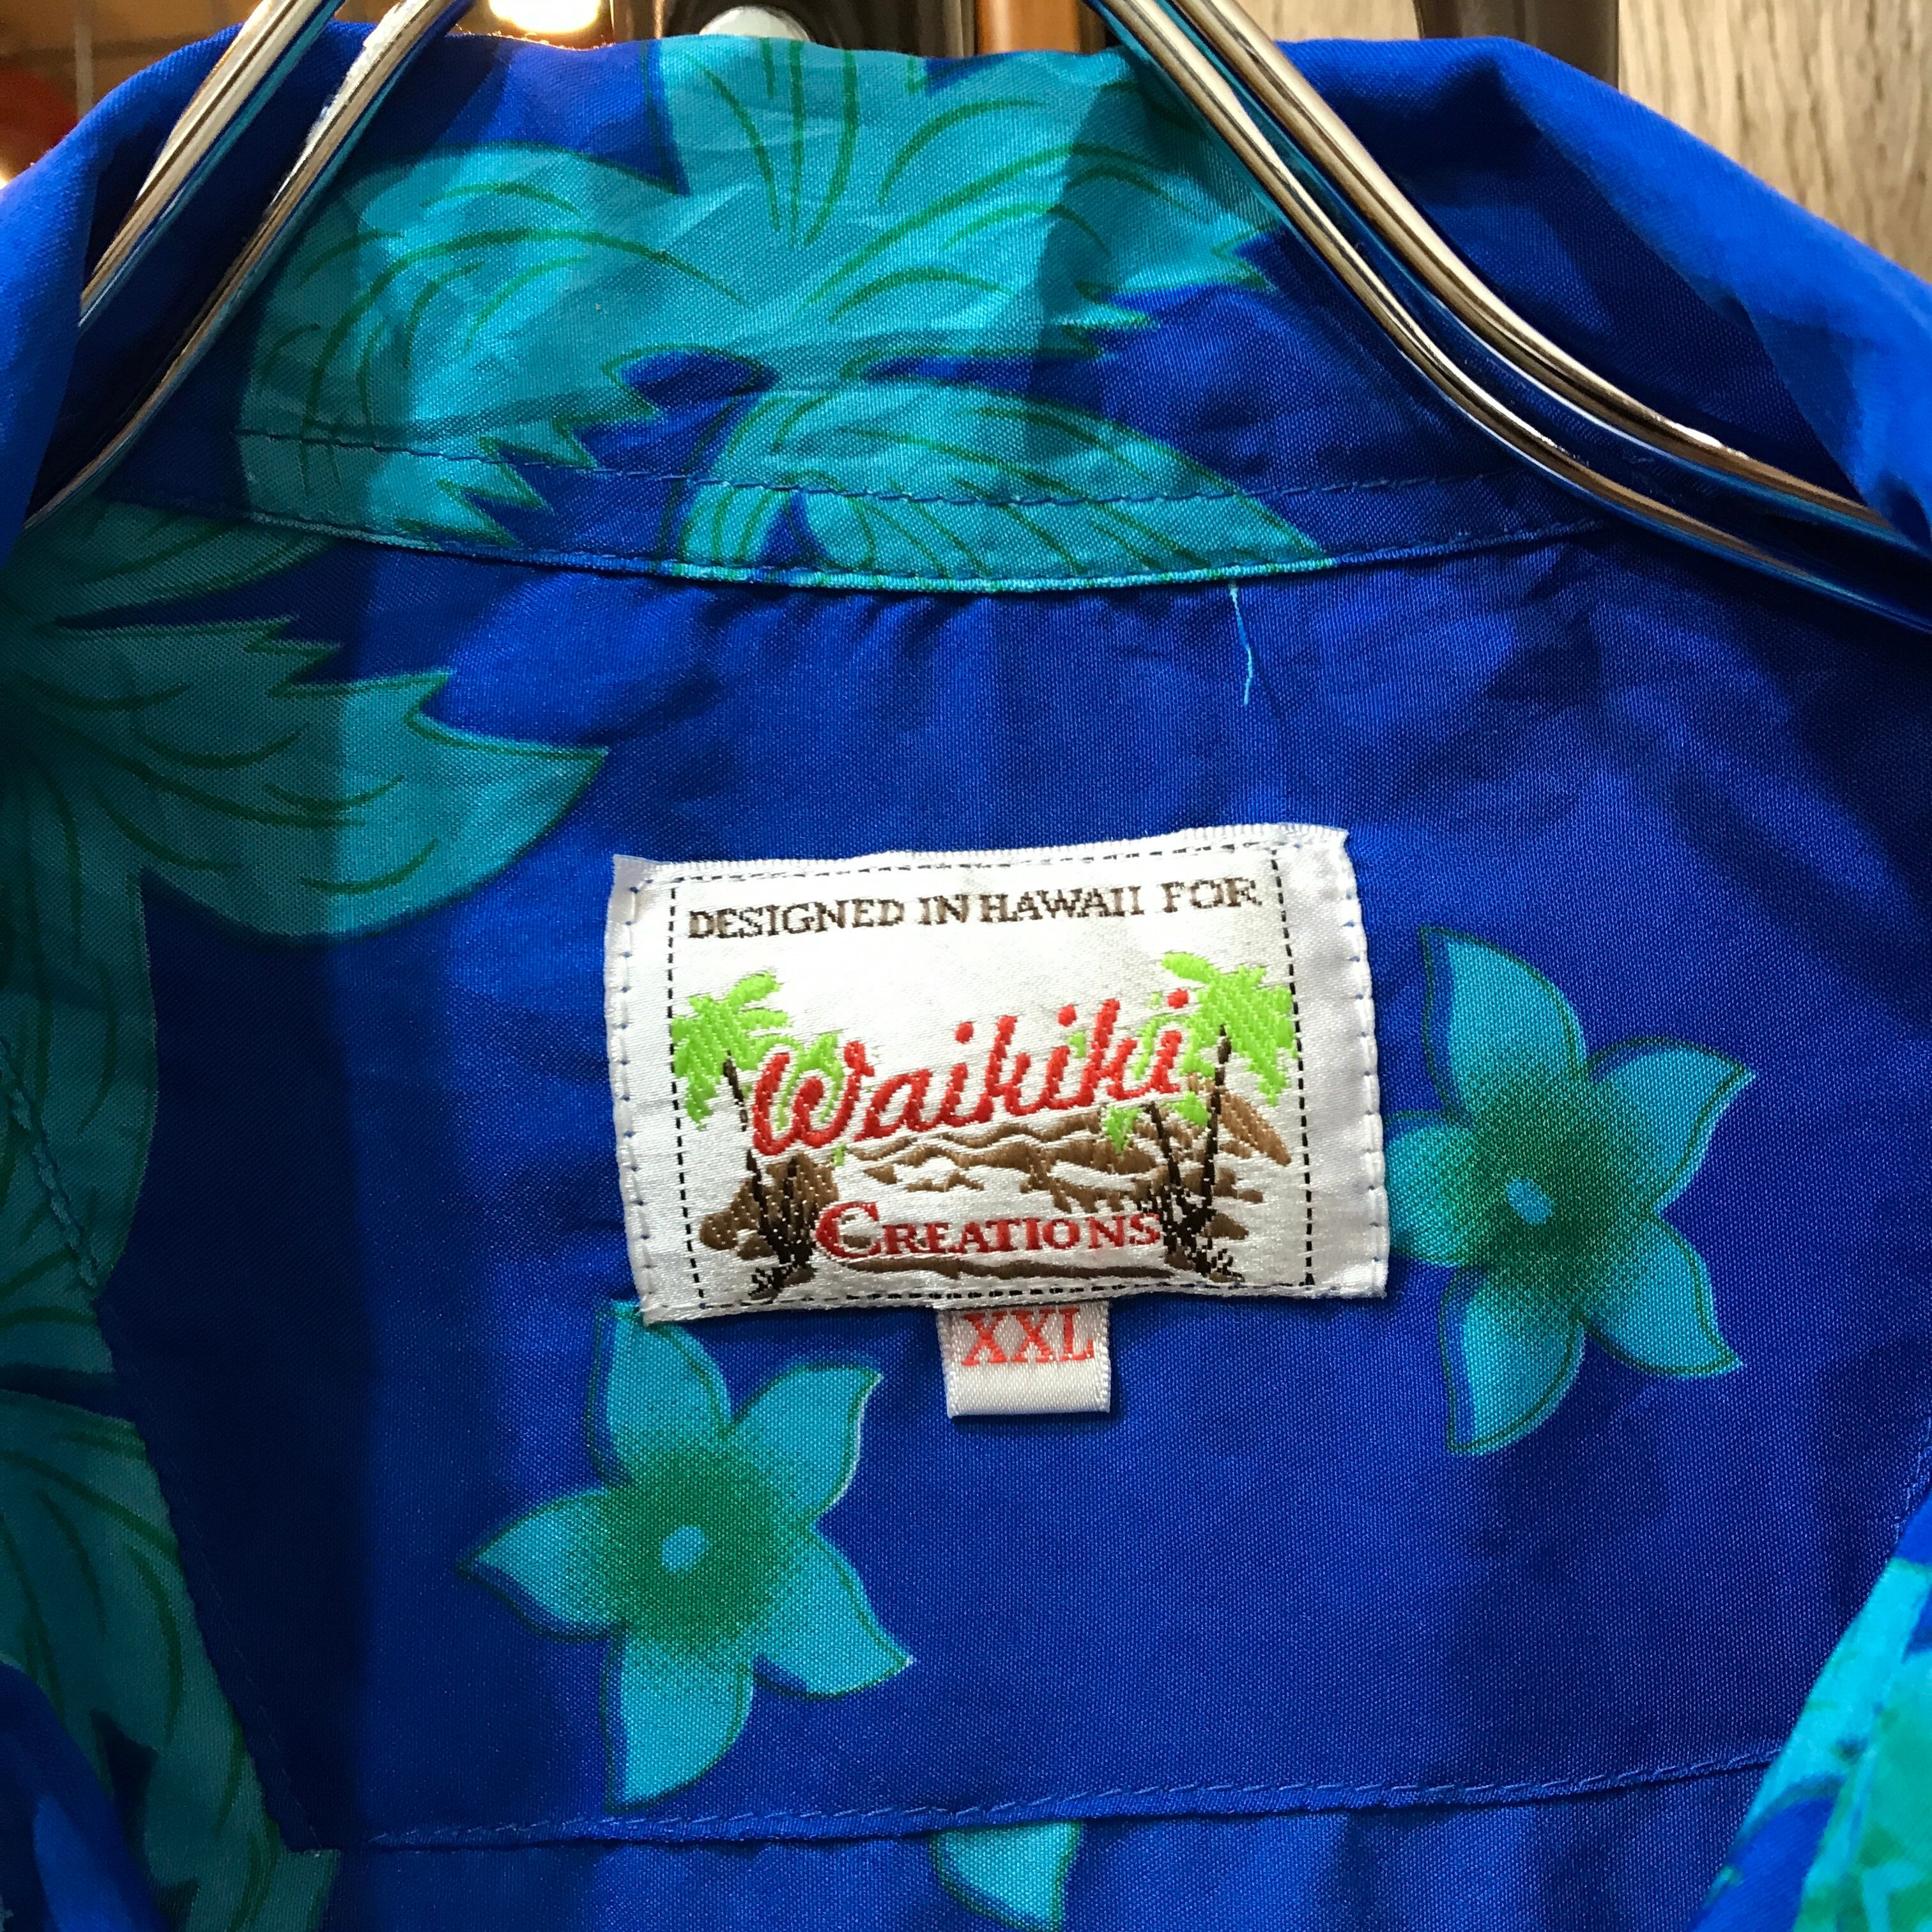 DESIGNED IN HAWAII FOR
Waikiki
CREATIONS
XXL